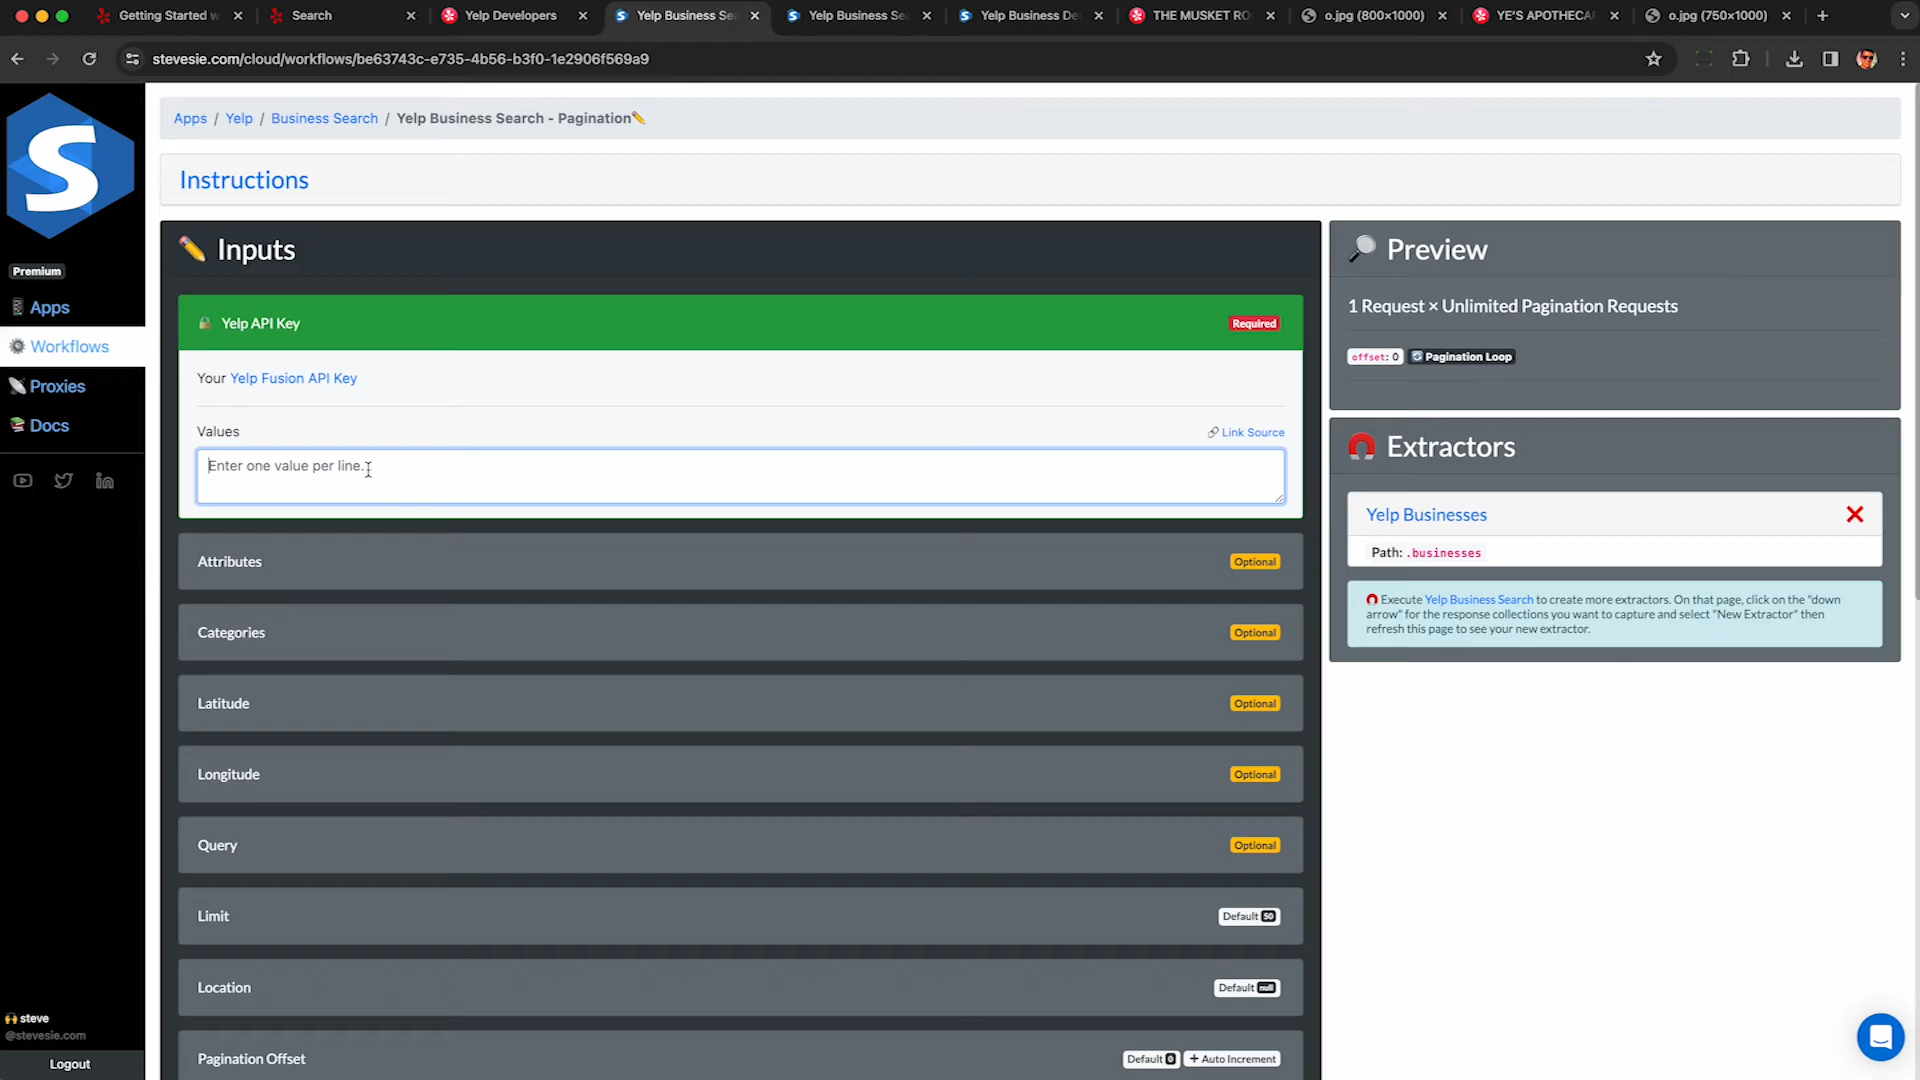 Getting Started w
Search
Yelp Developers
Yelp Business Se
Yelp Business Se
Yelp Business De
THE MUSKET RO
o.jpg (800×1000)
YE'S APOTHECA
o.jpg (750×1000)
stevesie.com/cloud/workflows/be63743c-e735-4b56-b3f0-1e2906f569a9
S
Premium
Apps
Workflows
Proxies
Docs
steve
@stevesie.com
Logout
Apps / Yelp / Business Search / Yelp Business Search - Pagination
Instructions
Inputs
Yelp API Key
Required
Your Yelp Fusion API Key
Values
Link Source
Enter one value per line.
Attributes
Optional
Categories
Optional
Latitude
Optional
Longitude
Optional
Query
Optional
Limit
Default 50
Location
Default null
Pagination Offset
Default 0
+ Auto Increment
Preview
1 Request × Unlimited Pagination Requests
offset: 0 Pagination Loop
Extractors
Yelp Businesses
Path: .businesses
Execute Yelp Business Search to create more extractors. On that page, click on the "down
arrow" for the response collections you want to capture and select "New Extractor" then
refresh this page to see your new extractor.